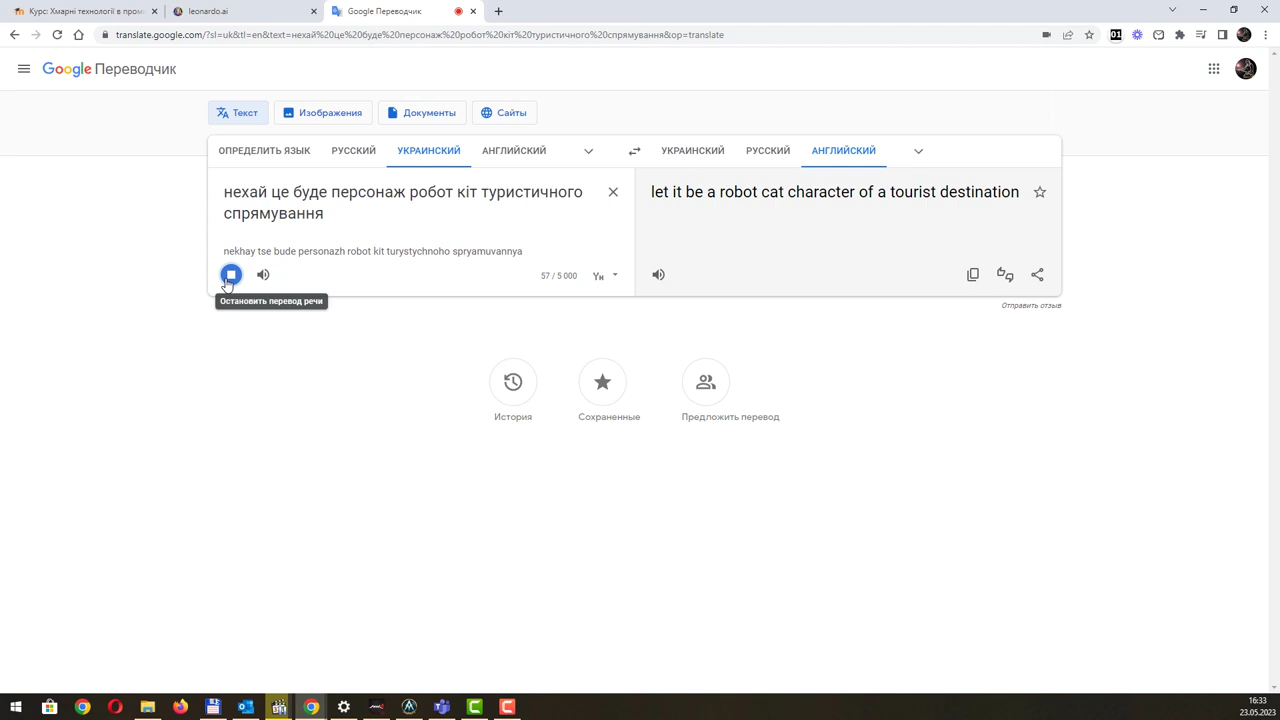 Курс: Хмарні технології в пром
leonardo.ai
Google Переводчик
translate.google.com/?sl=uk&tl=en&text=нехай%20це%20буде%20персонаж%20робот%20кіт%20туристичного%20спрямування&op=translate
Google Переводчик
Текст Изображения Документы Сайты
ОПРЕДЕЛИТЬ ЯЗЫК РУССКИЙ УКРАИНСКИЙ АНГЛИЙСКИЙ УКРАИНСКИЙ РУССКИЙ АНГЛИЙСКИЙ
нехай це буде персонаж робот кіт туристичного
спрямування
let it be a robot cat character of a tourist destination
nekhay tse bude personazh robot kit turystychnoho spryamuvannya
57 / 5 000
Остановить перевод речи
Отправить отзыв
История Сохраненные Предложить перевод
16:33
23.05.2023